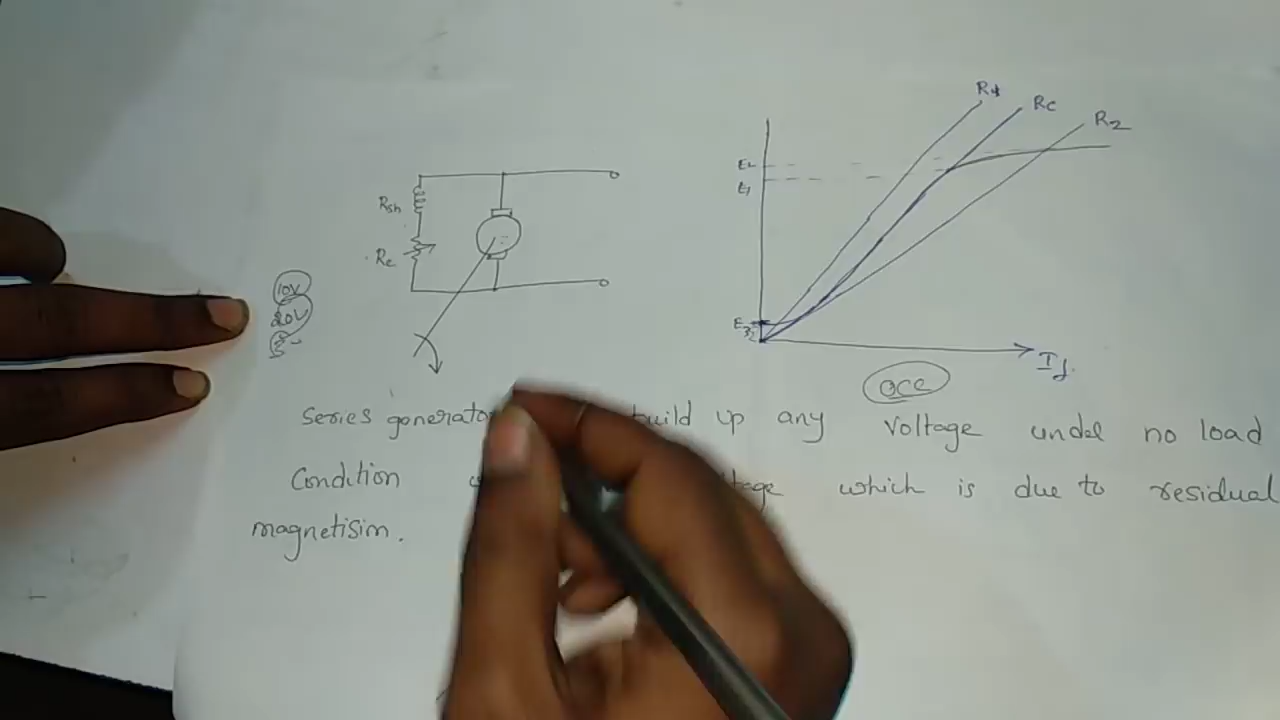 R1
Rc
R2
E2
E1
Rsh
Rc
10V
20V
E
If
OCC
Series generator build up any voltage under no load
Condition which is due to residual
magnetisim.